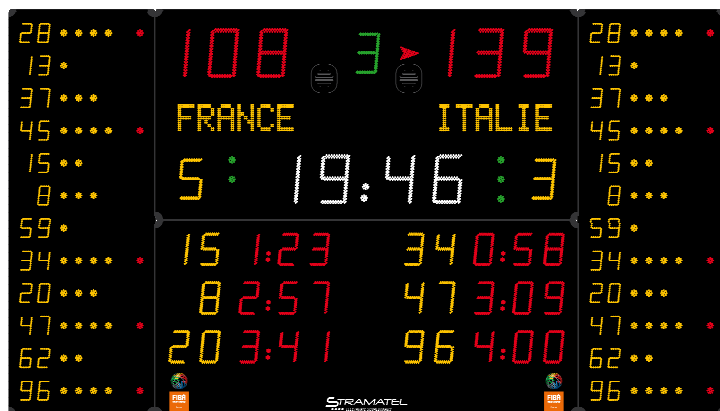 108 3 139
FRANCE ITALIE
5 19:46 3
28 28
13 13
37 37
45 45
15 15
8 8
59 59
34 34
20 20
47 47
62 62
96 96
15 1:23 34 0:58
8 2:57 47 3:09
20 3:41 96 4:00
FIBA STRAMATEL FIBA